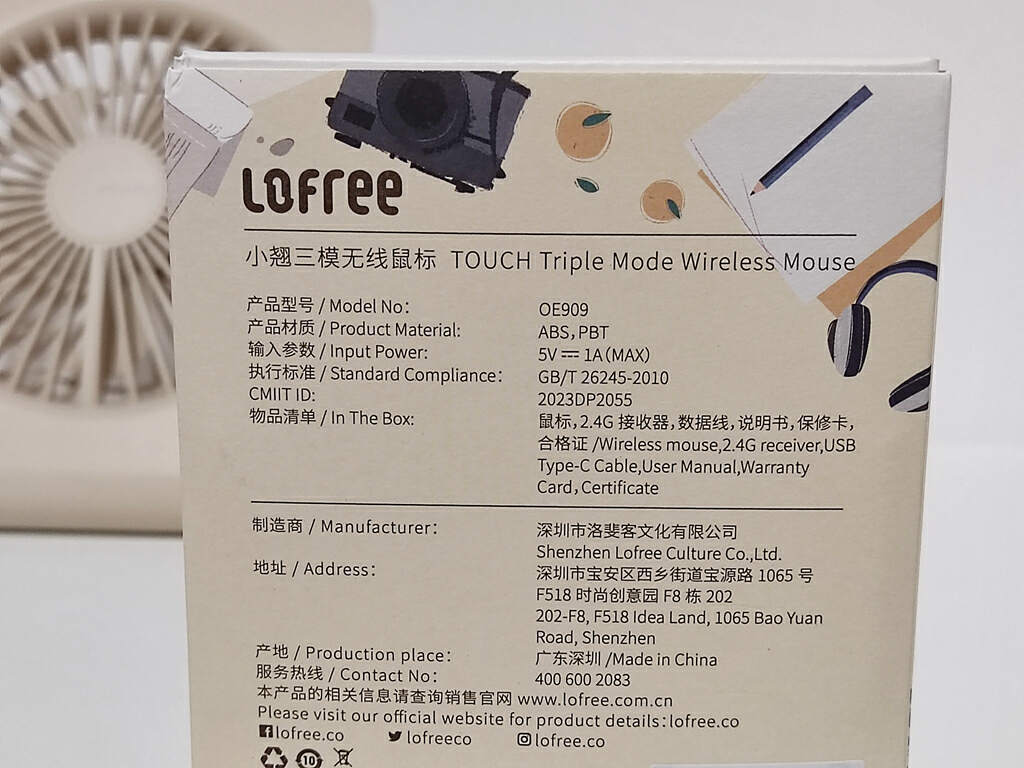 LOFREE
小翘三模无线鼠标 TOUCH Triple Mode Wireless Mouse
产品型号 / Model No: OE909
产品材质 / Product Material: ABS, PBT
输入参数 / Input Power: 5V ⎓ 1A(MAX)
执行标准 / Standard Compliance: GB/T 26245-2010
CMIIT ID: 2023DP2055
物品清单 / In The Box: 鼠标,2.4G 接收器,数据线,说明书,保修卡,
合格证 /Wireless mouse,2.4G receiver,USB
Type-C Cable,User Manual,Warranty
Card, Certificate
制造商 / Manufacturer: 深圳市洛斐客文化有限公司
Shenzhen Lofree Culture Co.,Ltd.
地址 / Address: 深圳市宝安区西乡街道宝源路 1065 号
F518 时尚创意园 F8 栋 202
202-F8, F518 Idea Land, 1065 Bao Yuan
Road, Shenzhen
产地 / Production place: 广东深圳 /Made in China
服务热线 / Contact No: 400 600 2083
本产品的相关信息请查询销售官网 www.lofree.com.cn
Please visit our official website for product details:lofree.co
lofree.co lofreeco lofree.co
10